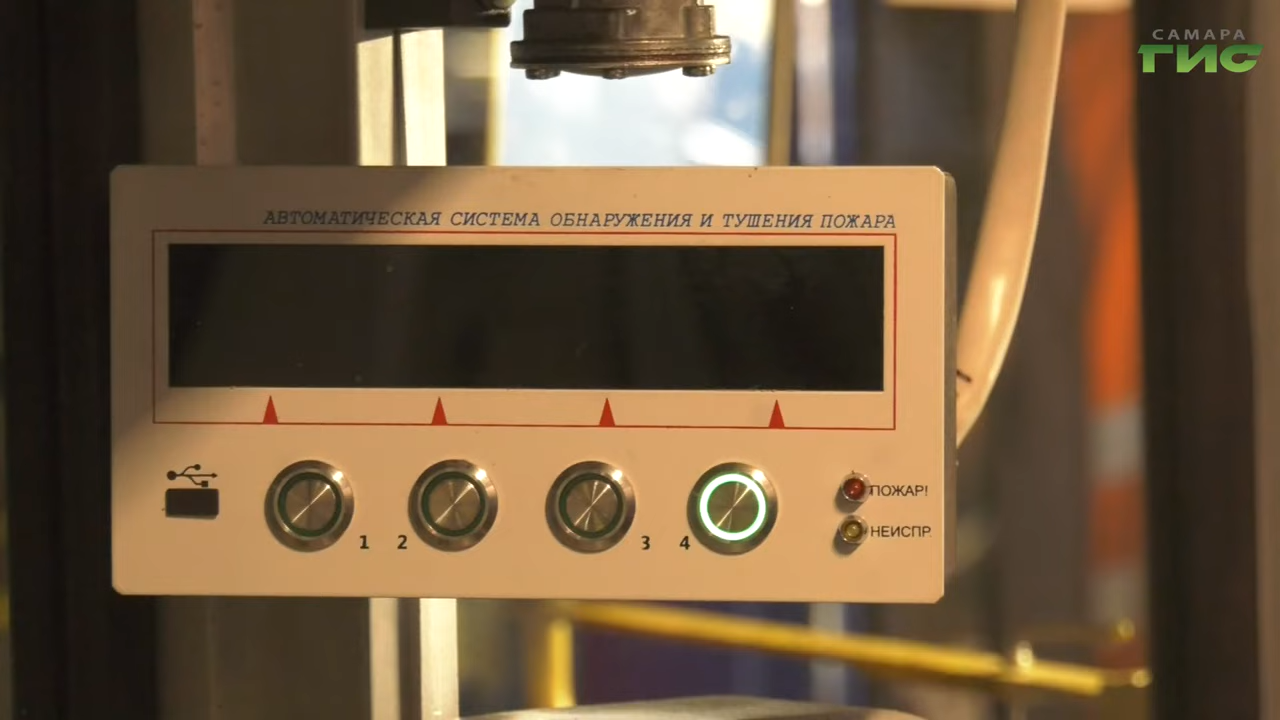 САМАРА
ГИС
АВТОМАТИЧЕСКАЯ СИСТЕМА ОБНАРУЖЕНИЯ И ТУШЕНИЯ ПОЖАРА
1 2 3 4
ПОЖАР!
НЕИСПР.